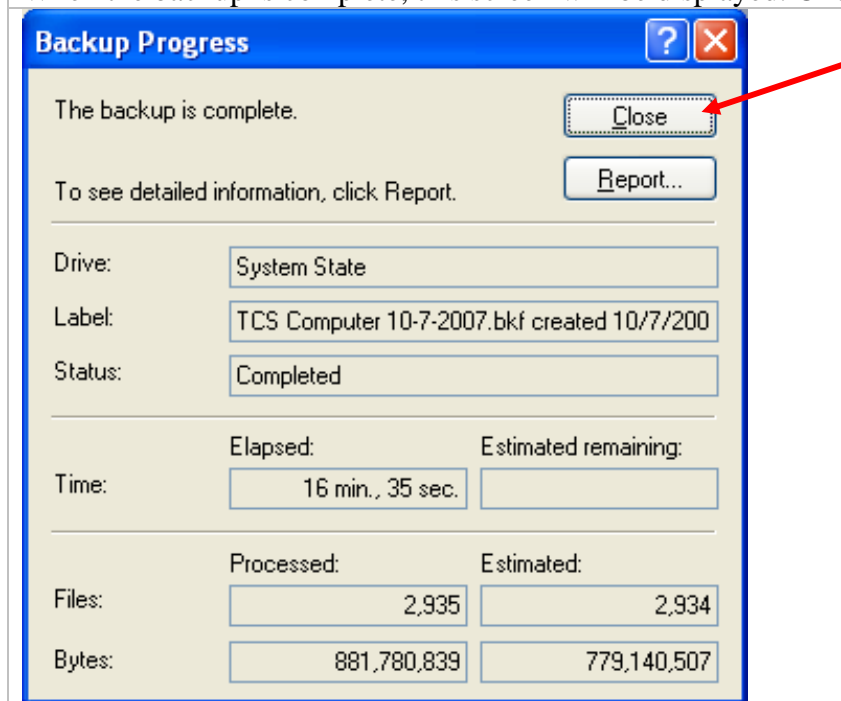 Backup Progress
The backup is complete.
Close
To see detailed information, click Report.
Report...
Drive: System State
Label: TCS Computer 10-7-2007.bkf created 10/7/200
Status: Completed
Elapsed: Estimated remaining:
Time: 16 min., 35 sec.
Processed: Estimated:
Files: 2,935 2,934
Bytes: 881,780,839 779,140,507